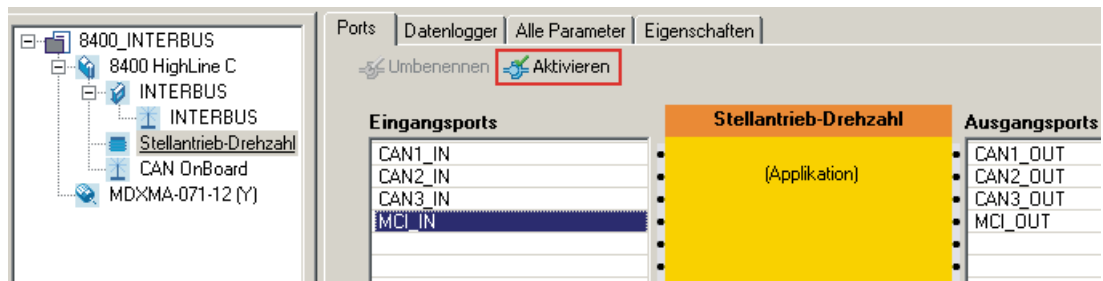 8400_INTERBUS
8400 HighLine C
INTERBUS
INTERBUS
Stellantrieb-Drehzahl
CAN OnBoard
MDXMA-071-12 (Y)
Ports Datenlogger Alle Parameter Eigenschaften
Umbenennen Aktivieren
Eingangsports
CAN1_IN
CAN2_IN
CAN3_IN
MCI_IN
Stellantrieb-Drehzahl
(Applikation)
Ausgangsports
CAN1_OUT
CAN2_OUT
CAN3_OUT
MCI_OUT